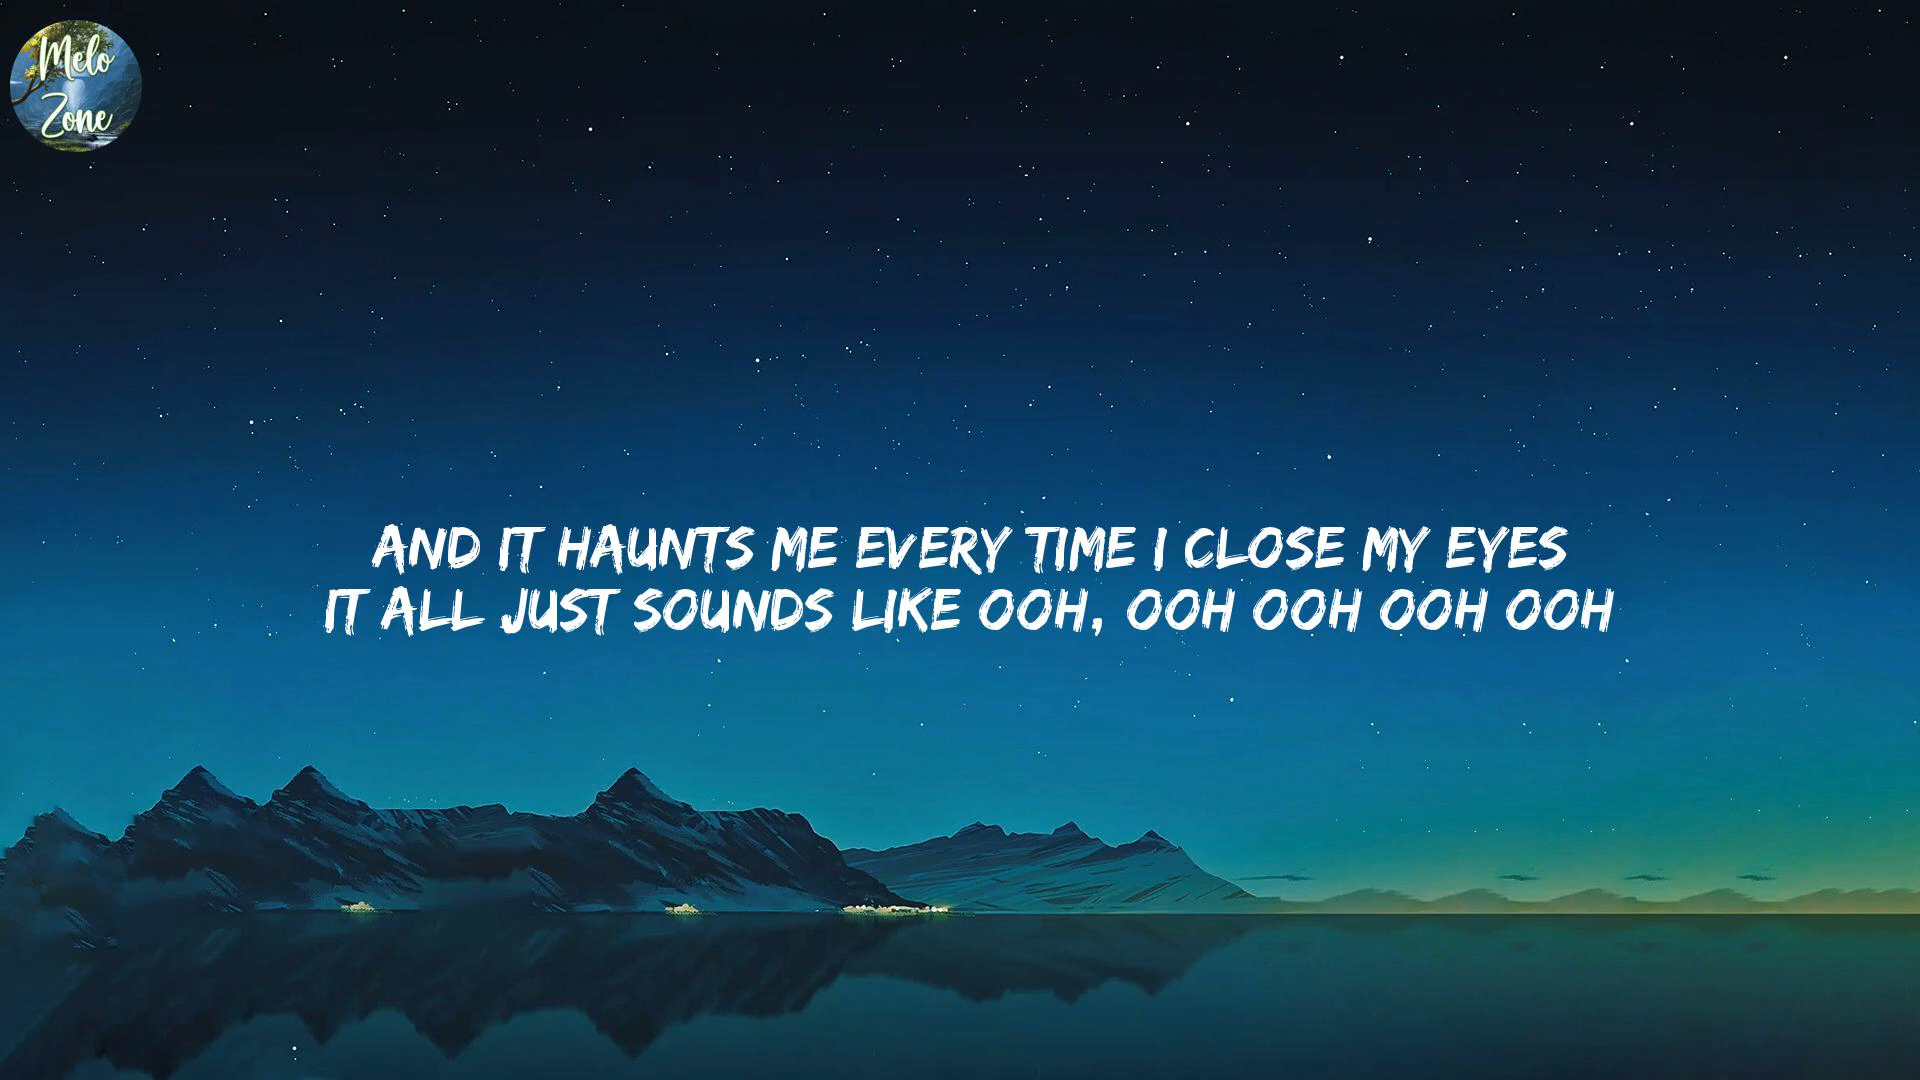 Melo
Zone
AND IT HAUNTS ME EVERY TIME I CLOSE MY EYES
IT ALL JUST SOUNDS LIKE OOH, OOH OOH OOH OOH